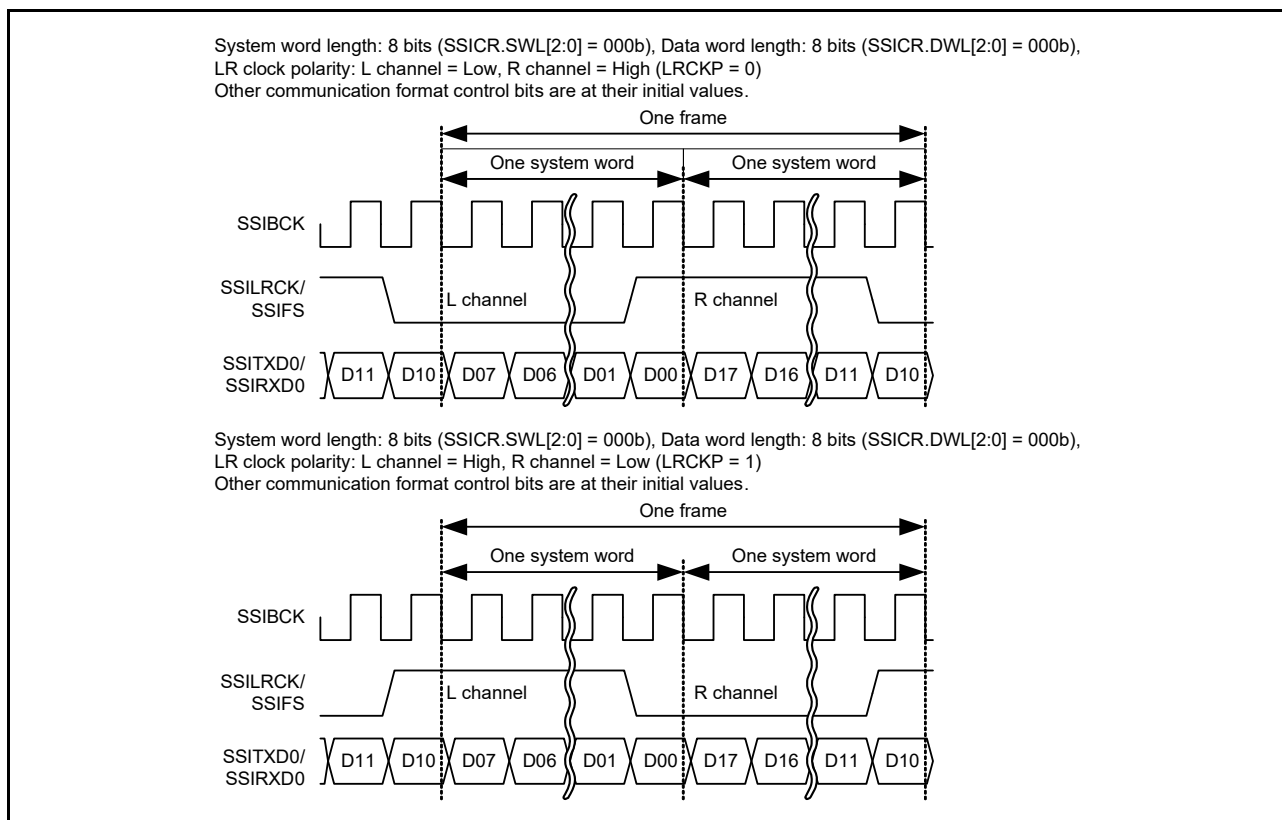 System word length: 8 bits (SSICR.SWL[2:0] = 000b), Data word length: 8 bits (SSICR.DWL[2:0] = 000b),
LR clock polarity: L channel = Low, R channel = High (LRCKP = 0)
Other communication format control bits are at their initial values.
One frame
One system word One system word
SSIBCK
SSILRCK/
SSIFS
L channel R channel
SSITXD0/
SSIRXD0
D11 D10 D07 D06 D01 D00 D17 D16 D11 D10
System word length: 8 bits (SSICR.SWL[2:0] = 000b), Data word length: 8 bits (SSICR.DWL[2:0] = 000b),
LR clock polarity: L channel = High, R channel = Low (LRCKP = 1)
Other communication format control bits are at their initial values.
One frame
One system word One system word
SSIBCK
SSILRCK/
SSIFS
L channel R channel
SSITXD0/
SSIRXD0
D11 D10 D07 D06 D01 D00 D17 D16 D11 D10